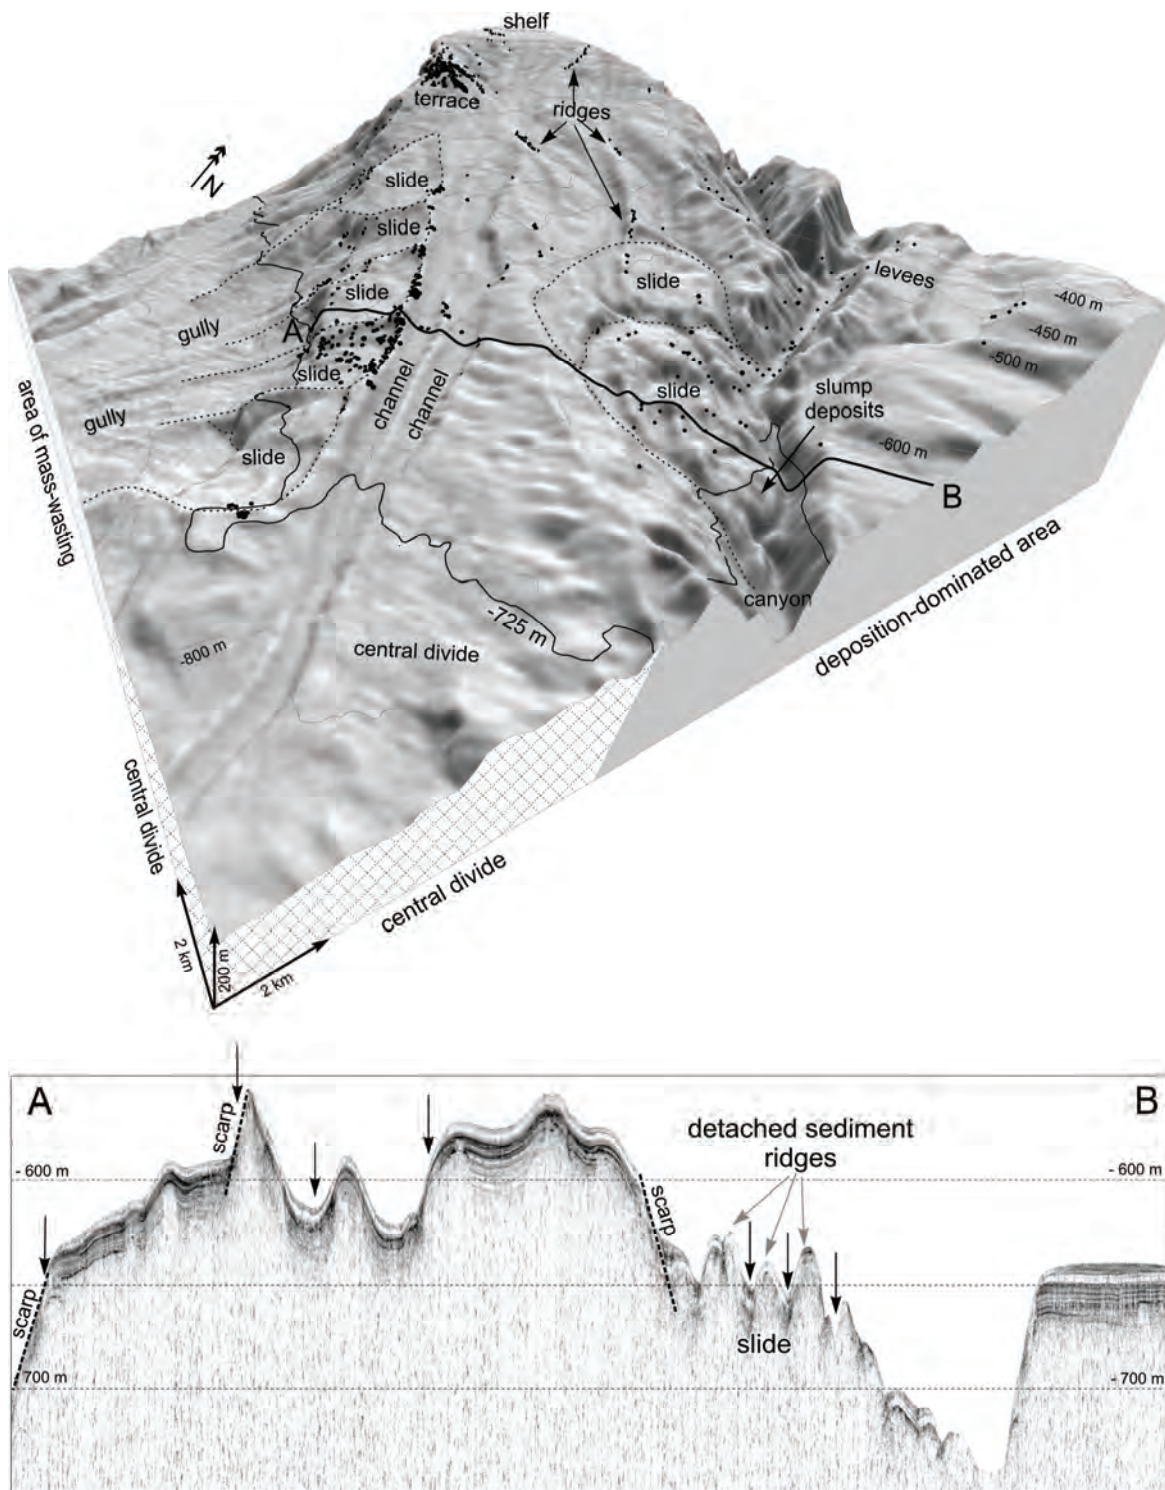 shelf
terrace
ridges
N
slide
slide
slide
slide
levees
-400 m
-450 m
-500 m
gully
A
slide
channel
channel
slide
slump
deposits
gully
slide
-600 m
B
area of mass-wasting
canyon
deposition-dominated area
-725 m
-800 m
central divide
central divide
central divide
2 km
200 m
2 km
A
B
scarp
detached sediment
ridges
- 600 m
- 600 m
scarp
scarp
slide
700 m
- 700 m